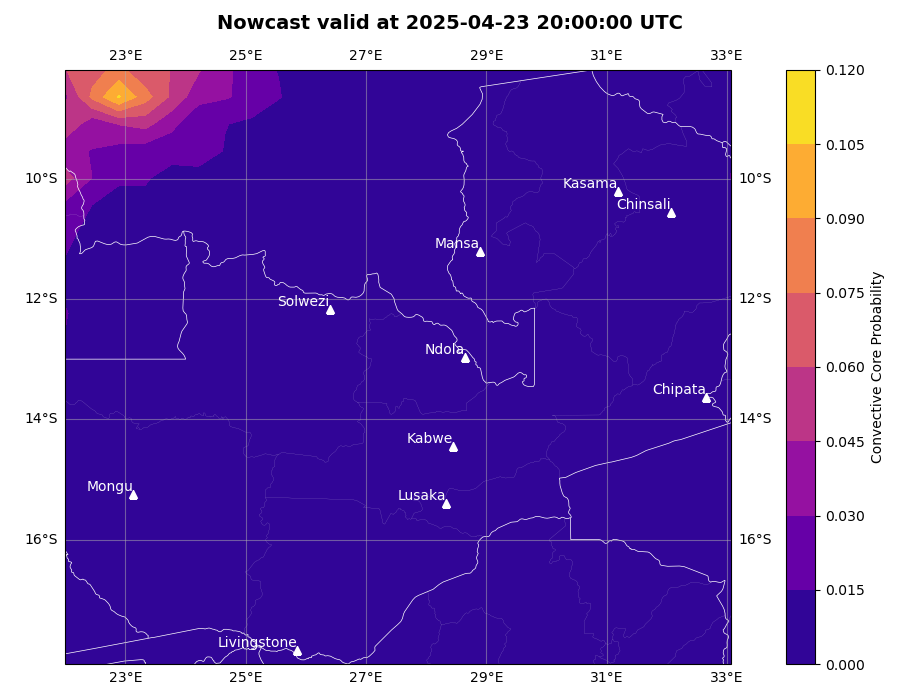 Nowcast valid at 2025-04-23 20:00:00 UTC
23°E 25°E 27°E 29°E 31°E 33°E
0.120
0.105
10°S Kasama 10°S
Chinsali
0.090
Mansa
0.075
12°S Solwezi 12°S
Ndola
0.060
Chipata
14°S 14°S
Kabwe
0.045
Mongu
Lusaka
0.030
16°S 16°S
0.015
Livingstone
0.000
23°E 25°E 27°E 29°E 31°E 33°E
Convective Core Probability